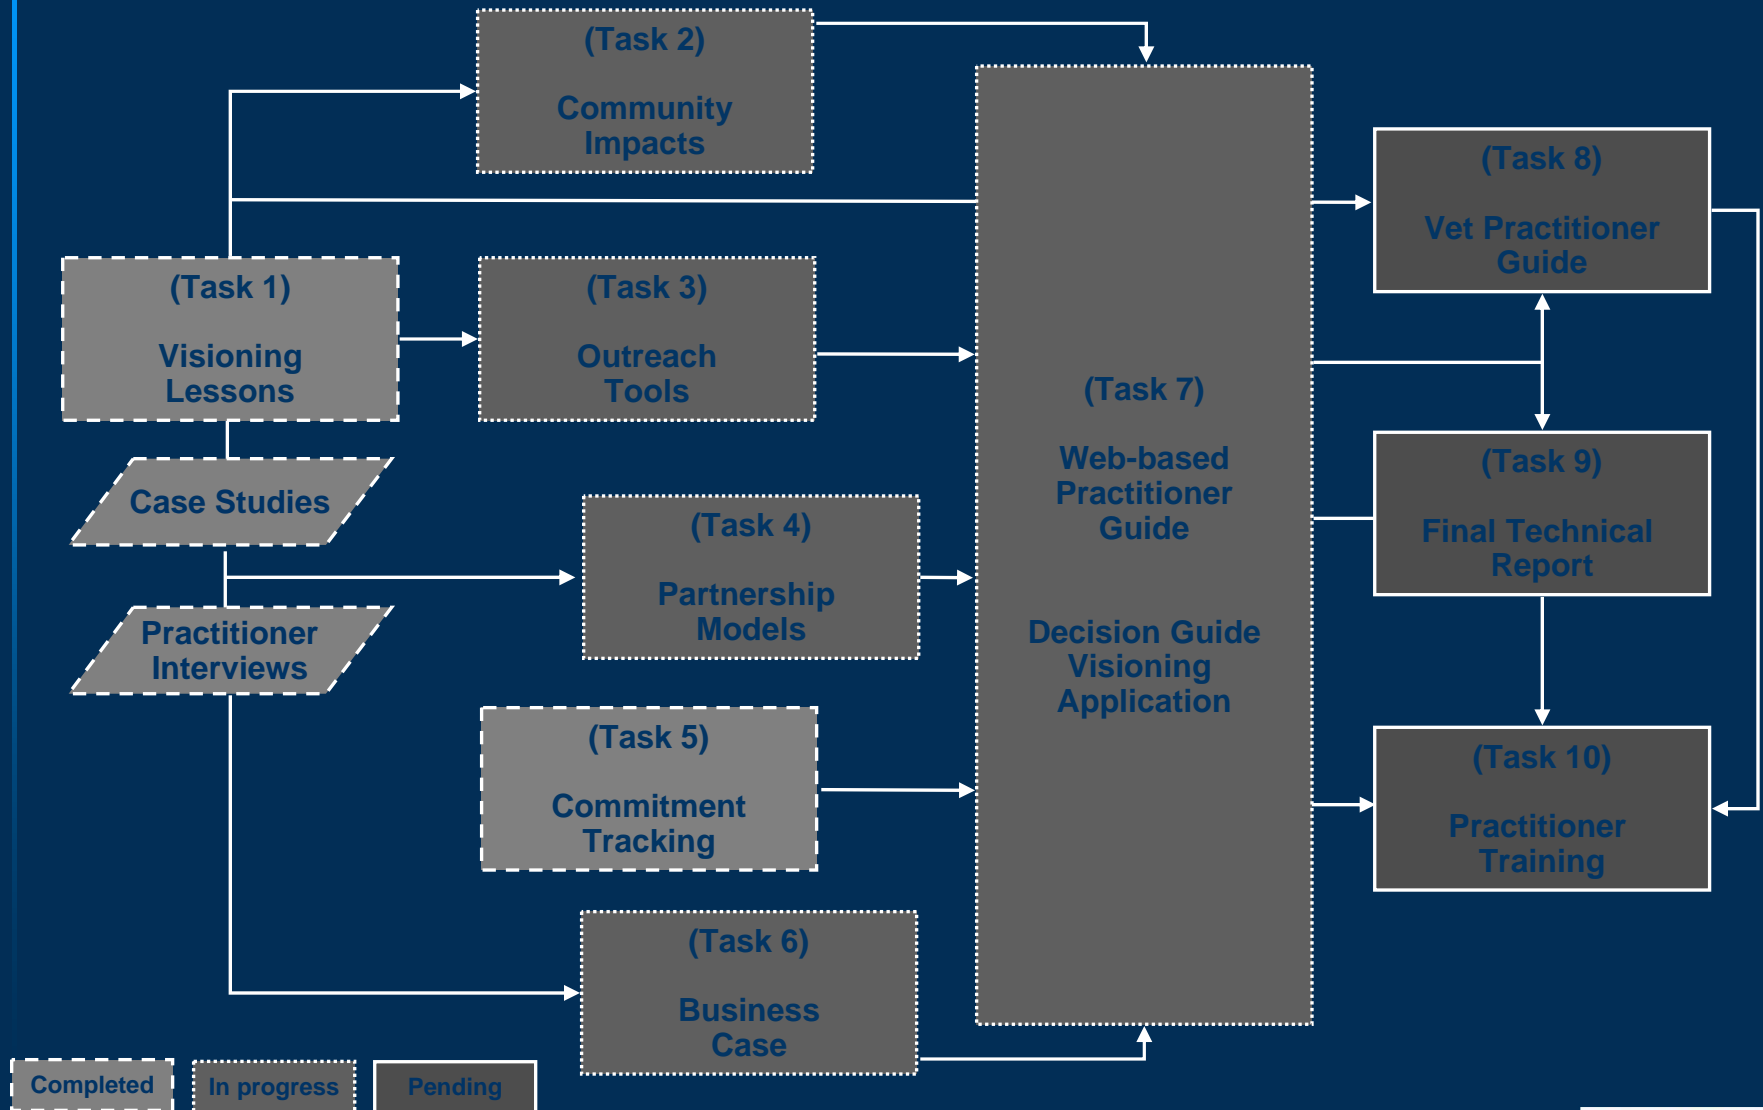 (Task 2)
Community
Impacts
(Task 8)
Vet Practitioner
Guide
(Task 1)
Visioning
Lessons
(Task 3)
Outreach
Tools
(Task 7)
Web-based
Practitioner
Guide
Decision Guide
Visioning
Application
(Task 9)
Final Technical
Report
Case Studies
(Task 4)
Partnership
Models
Practitioner
Interviews
(Task 5)
Commitment
Tracking
(Task 10)
Practitioner
Training
(Task 6)
Business
Case
Completed
In progress
Pending